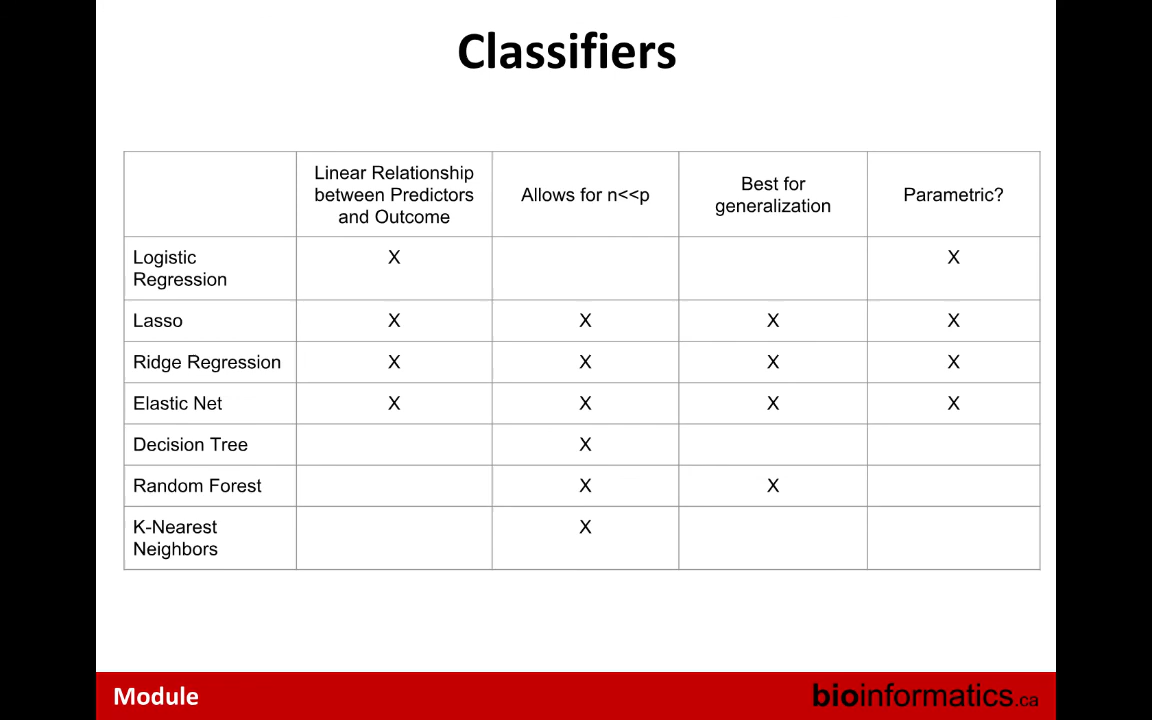 Classifiers
Linear Relationship
between Predictors
and Outcome
Allows for n<<p
Best for
generalization
Parametric?
Logistic
Regression
X
X
Lasso
X
X
X
X
Ridge Regression
X
X
X
X
Elastic Net
X
X
X
X
Decision Tree
X
Random Forest
X
X
K-Nearest
Neighbors
X
Module
bioinformatics.ca